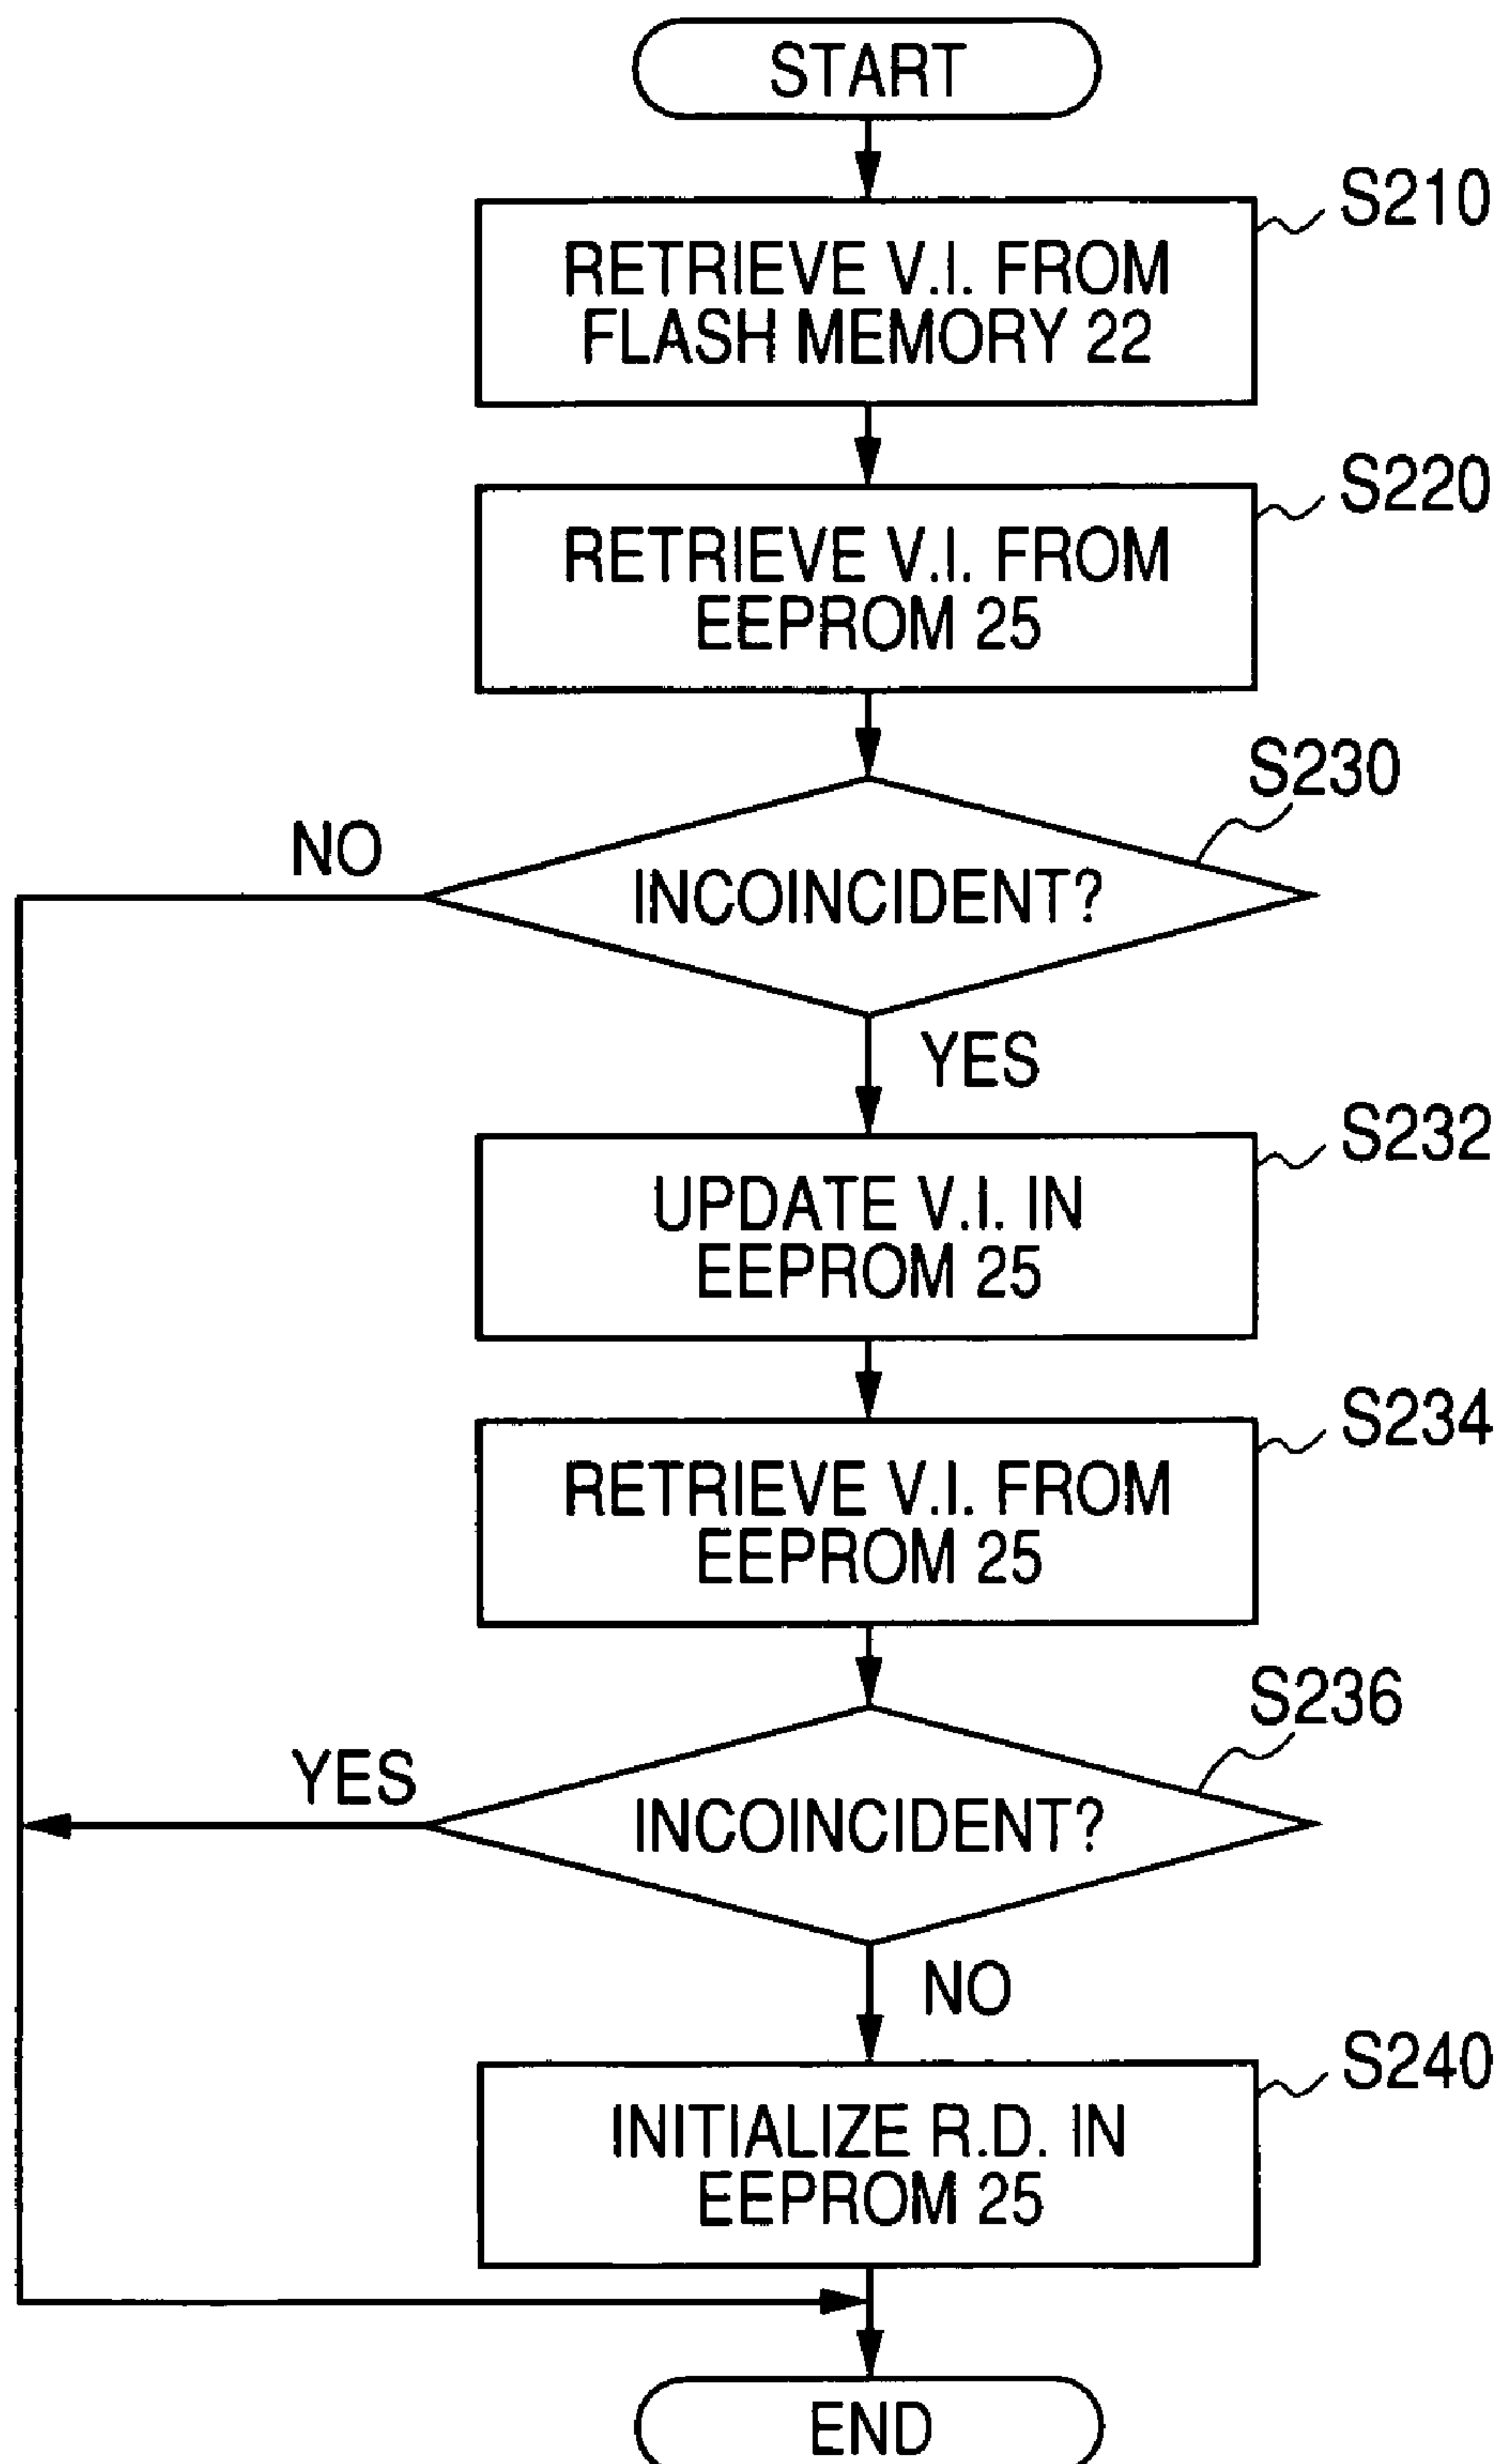 START
S210
RETRIEVE V.I. FROM
FLASH MEMORY 22
S220
RETRIEVE V.I. FROM
EEPROM 25
S230
NO
INCOINCIDENT?
YES
S232
UPDATE V.I. IN
EEPROM 25
S234
RETRIEVE V.I. FROM
EEPROM 25
S236
YES
INCOINCIDENT?
NO
S240
INITIALIZE R.D. IN
EEPROM 25
END